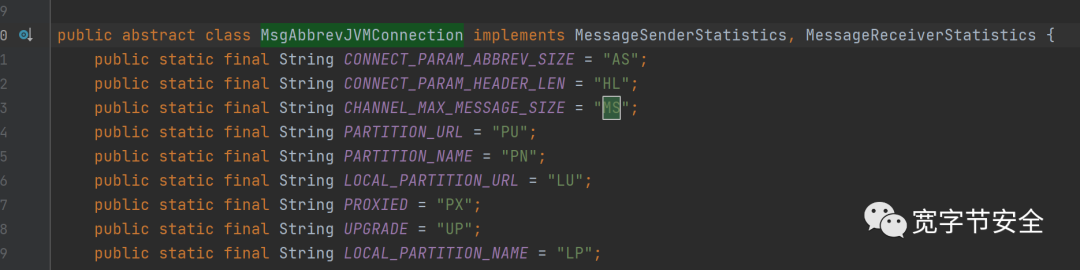 9
0 public abstract class MsgAbbrevJVMConnection implements MessageSenderStatistics, MessageReceiverStatistics {
1 public static final String CONNECT_PARAM_ABBREV_SIZE = "AS";
2 public static final String CONNECT_PARAM_HEADER_LEN = "HL";
3 public static final String CHANNEL_MAX_MESSAGE_SIZE = "MS";
4 public static final String PARTITION_URL = "PU";
5 public static final String PARTITION_NAME = "PN";
6 public static final String LOCAL_PARTITION_URL = "LU";
7 public static final String PROXIED = "PX";
8 public static final String UPGRADE = "UP";
9 public static final String LOCAL_PARTITION_NAME = "LP";
宽字节安全